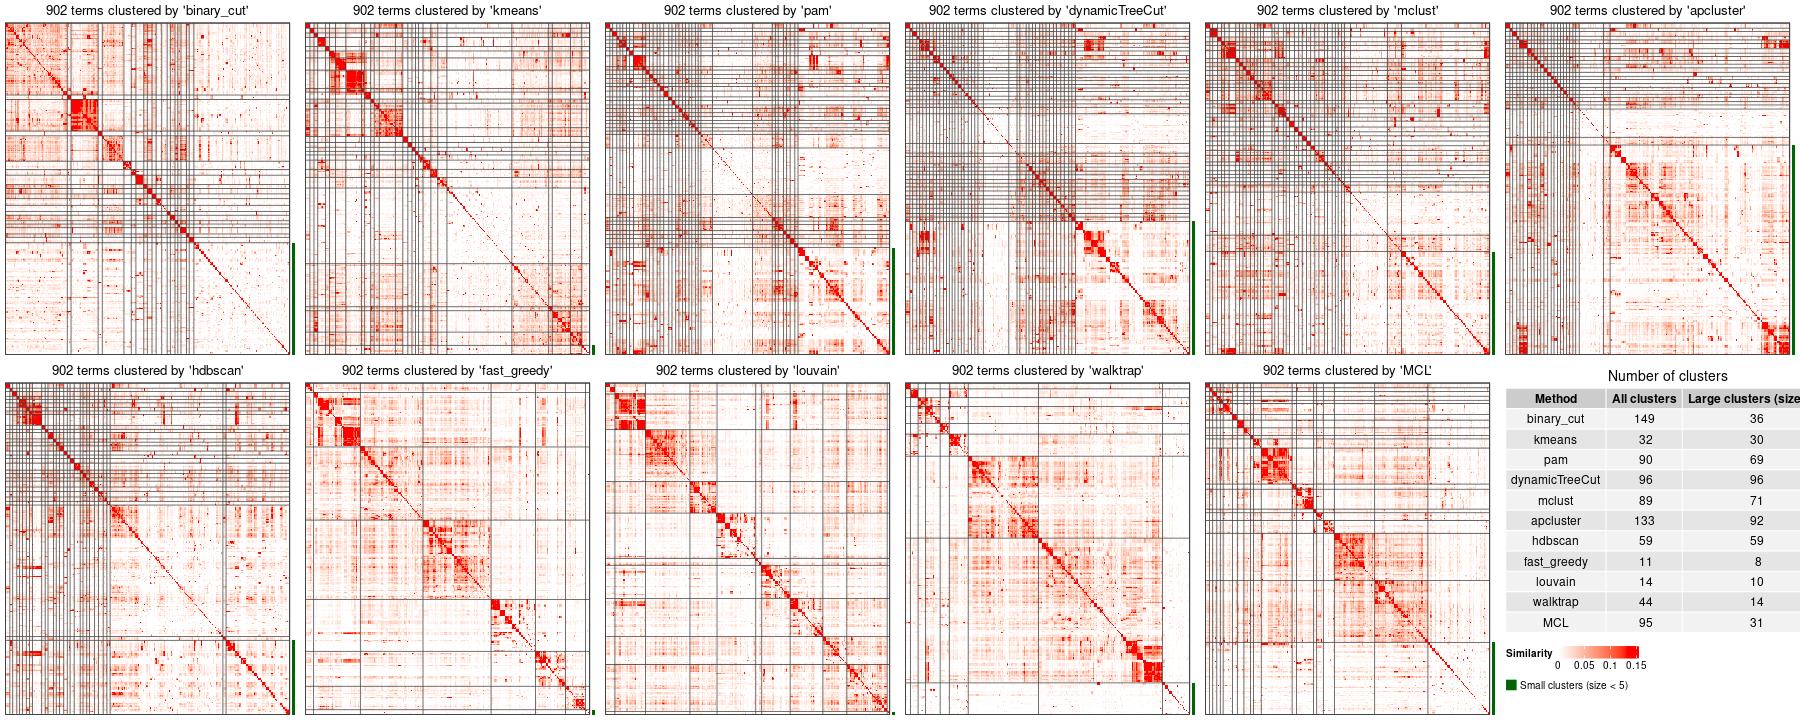 902 terms clustered by 'binary_cut'
902 terms clustered by 'kmeans'
902 terms clustered by 'pam'
902 terms clustered by 'dynamicTreeCut'
902 terms clustered by 'mclust'
902 terms clustered by 'apcluster'
902 terms clustered by 'hdbscan'
902 terms clustered by 'fast_greedy'
902 terms clustered by 'louvain'
902 terms clustered by 'walktrap'
902 terms clustered by 'MCL'
Number of clusters
Method All clusters Large clusters (size
binary_cut 149 36
kmeans 32 30
pam 90 69
dynamicTreeCut 96 96
mclust 89 71
apcluster 133 92
hdbscan 59 59
fast_greedy 11 8
louvain 14 10
walktrap 44 14
MCL 95 31
Similarity
0 0.05 0.1 0.15
Small clusters (size < 5)